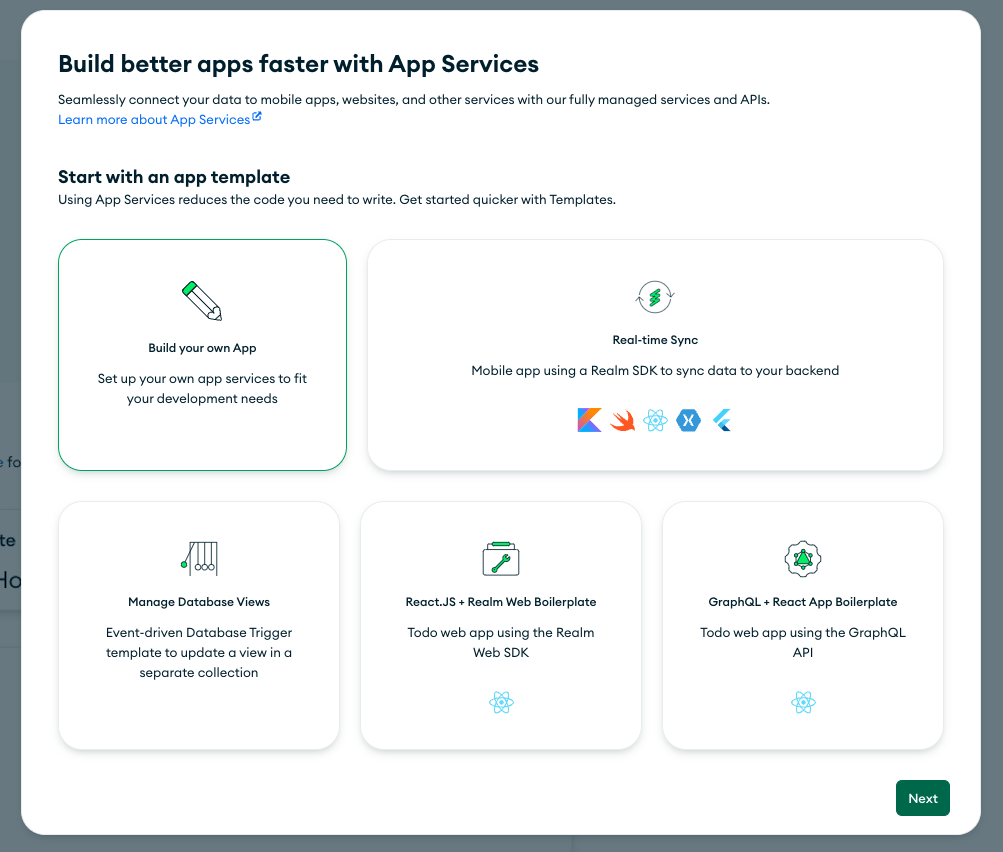 Build better apps faster with App Services
Seamlessly connect your data to mobile apps, websites, and other services with our fully managed services and APIs.
Learn more about App Services
Start with an app template
Using App Services reduces the code you need to write. Get started quicker with Templates.
Build your own App
Set up your own app services to fit
your development needs
Real-time Sync
Mobile app using a Realm SDK to sync data to your backend
Manage Database Views
Event-driven Database Trigger
template to update a view in a
separate collection
React.JS + Realm Web Boilerplate
Todo web app using the Realm
Web SDK
GraphQL + React App Boilerplate
Todo web app using the GraphQL
API
Next